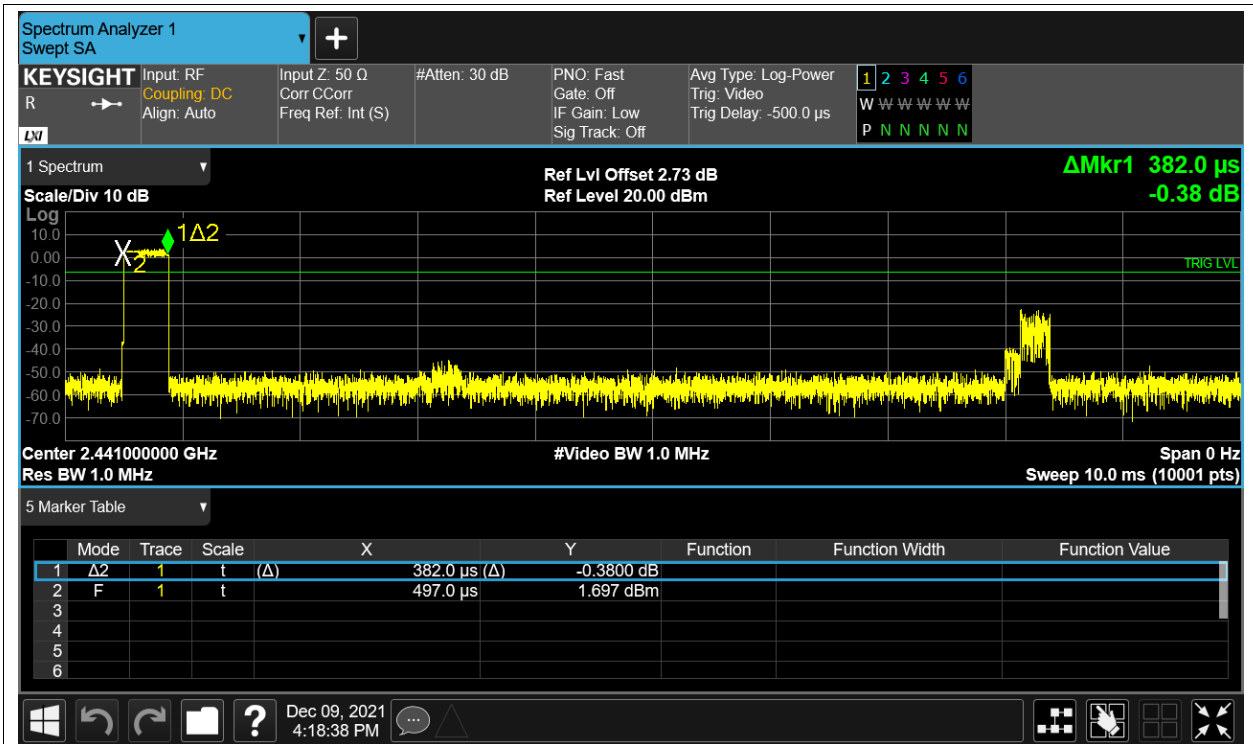 Spectrum Analyzer 1
Swept SA
KEYSIGHT
R
LXI
Input: RF
Coupling: DC
Align: Auto
Input Z: 50 Ω
Corr CCorr
Freq Ref: Int (S)
#Atten: 30 dB
PNO: Fast
Gate: Off
IF Gain: Low
Sig Track: Off
Avg Type: Log-Power
Trig: Video
Trig Delay: -500.0 µs
1 2 3 4 5 6
W W W W W W
P N N N N N
1 Spectrum
Scale/Div 10 dB
Ref Lvl Offset 2.73 dB
Ref Level 20.00 dBm
ΔMkr1 382.0 µs
-0.38 dB
Log
10.0
0.00
-10.0
-20.0
-30.0
-40.0
-50.0
-60.0
-70.0
X
2
1Δ2
TRIG LVL
Center 2.441000000 GHz
#Video BW 1.0 MHz
Span 0 Hz
Res BW 1.0 MHz
Sweep 10.0 ms (10001 pts)
5 Marker Table
Mode Trace Scale X Y Function Function Width Function Value
1 Δ2 1 t (Δ) 382.0 µs (Δ) -0.3800 dB
2 F 1 t 497.0 µs 1.697 dBm
3
4
5
6
?
Dec 09, 2021
4:18:38 PM